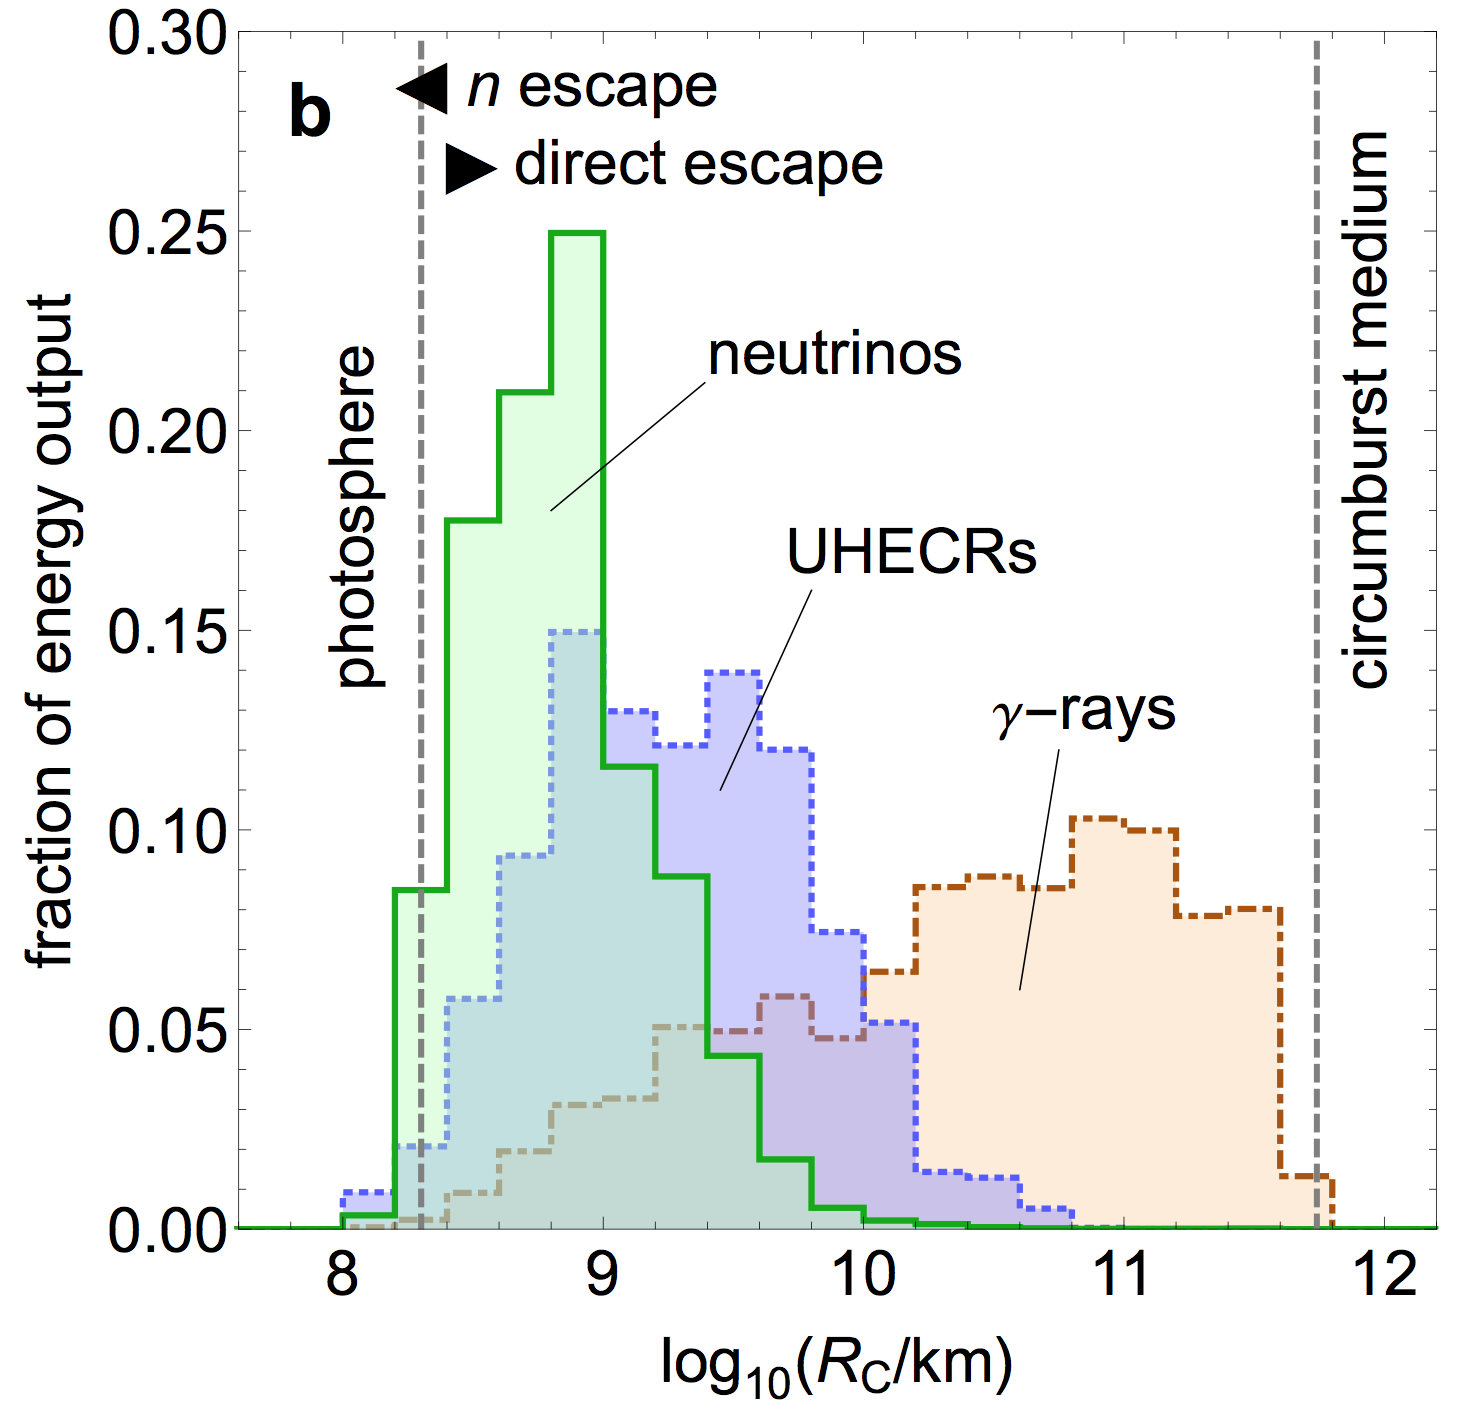 b
n escape
direct escape
neutrinos
UHECRs
γ−rays
photosphere
circumburst medium
fraction of energy output
0.30
0.25
0.20
0.15
0.10
0.05
0.00
8 9 10 11 12
log₁₀(R_C/km)